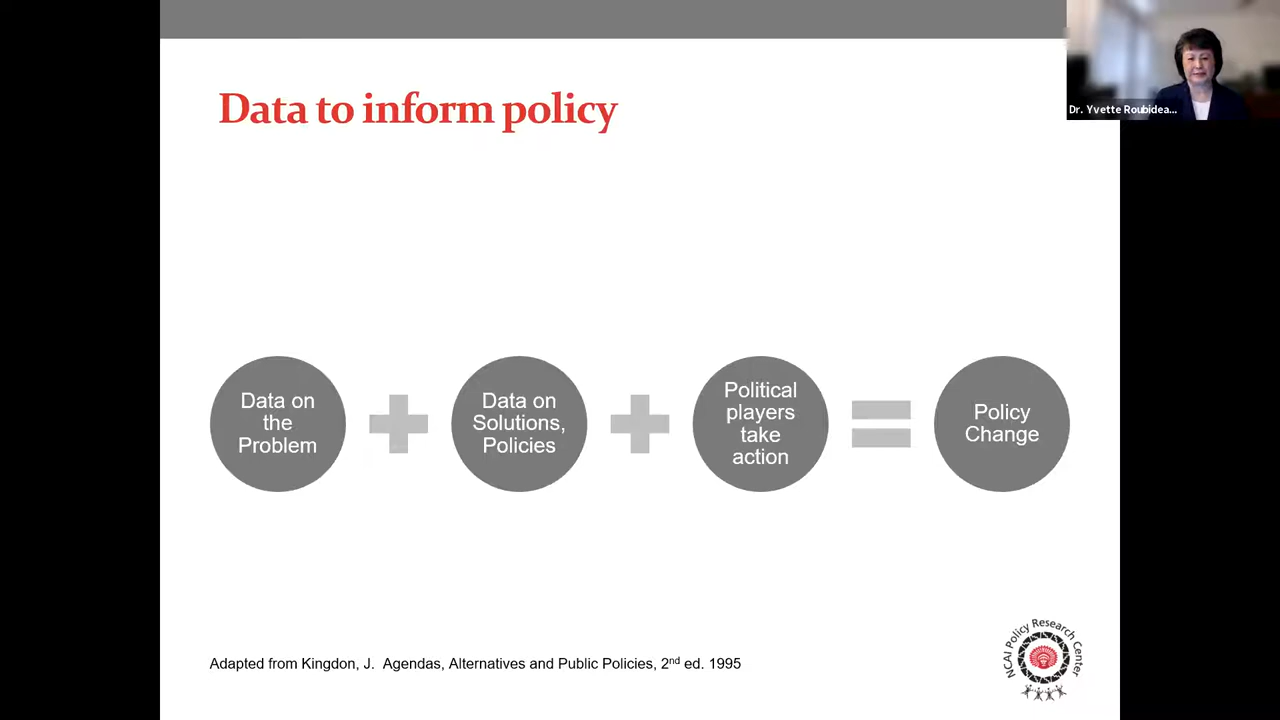 Data to inform policy
Dr. Yvette Roubidea...
Data on
the
Problem
Data on
Solutions,
Policies
Political
players
take
action
Policy
Change
Adapted from Kingdon, J.  Agendas, Alternatives and Public Policies, 2nd ed. 1995
NCAI Policy Research Center